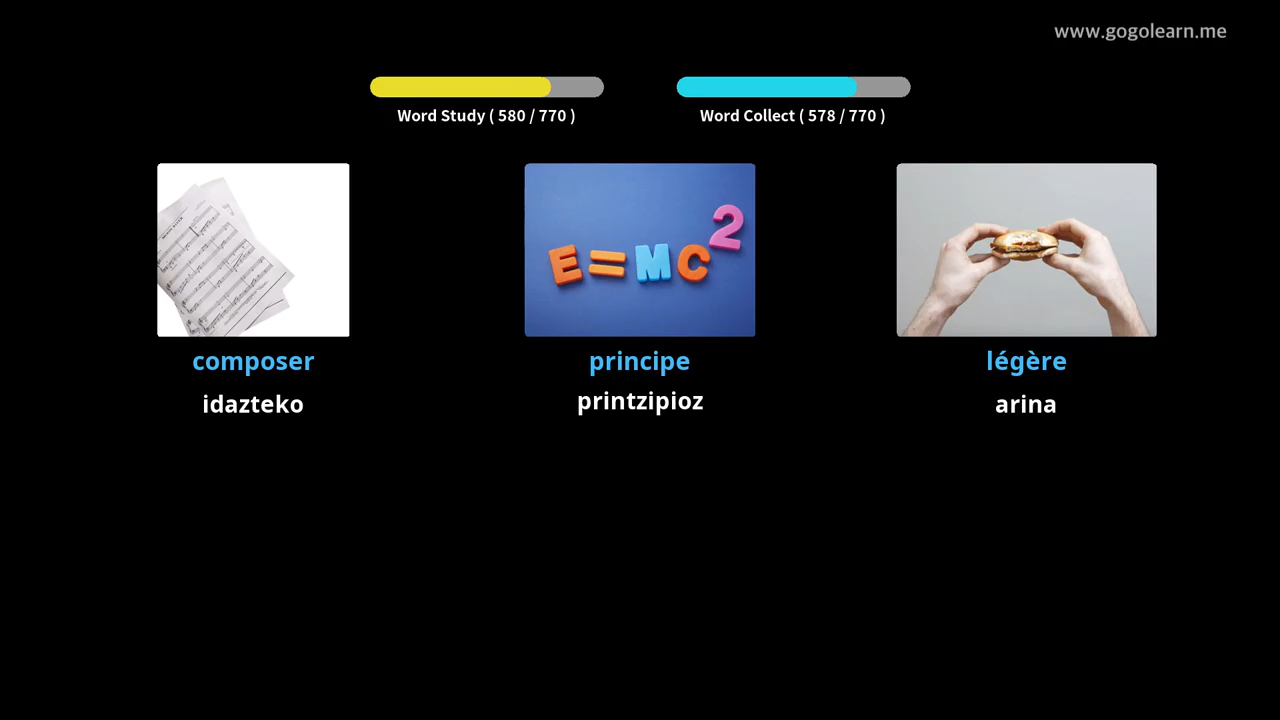 www.gogolearn.me
Word Study ( 580 / 770 )
Word Collect ( 578 / 770 )
E=MC2
composer
principe
légère
idazteko
printzipioz
arina